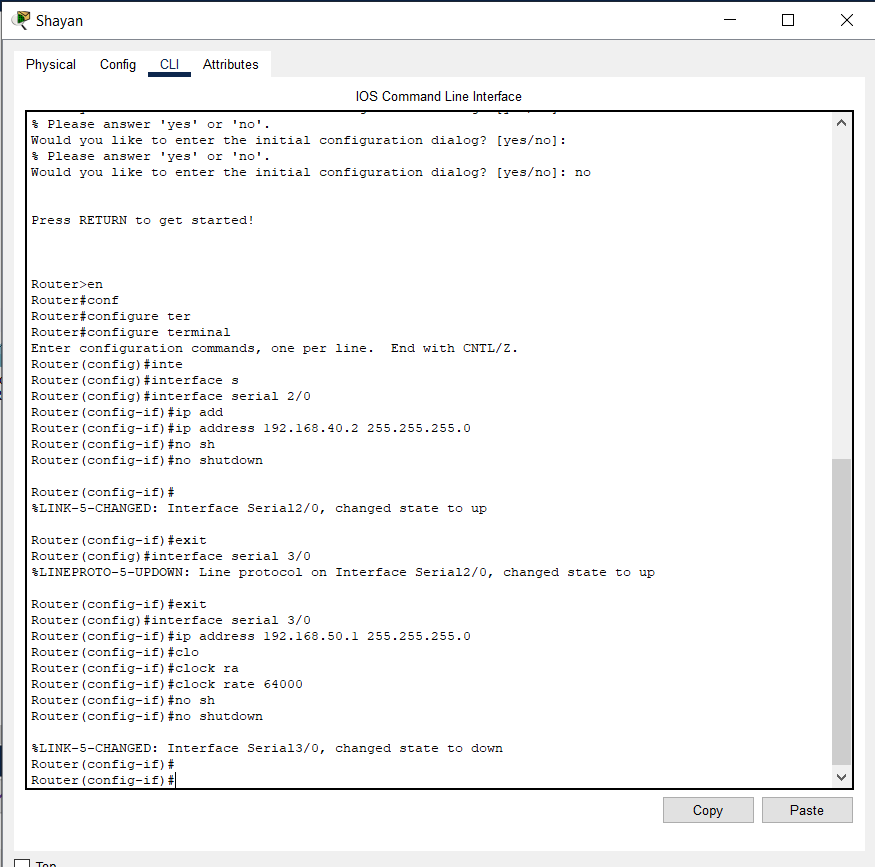 Shayan
Physical Config CLI Attributes
IOS Command Line Interface
% Please answer 'yes' or 'no'.
Would you like to enter the initial configuration dialog? [yes/no]:
% Please answer 'yes' or 'no'.
Would you like to enter the initial configuration dialog? [yes/no]: no
Press RETURN to get started!
Router>en
Router#conf
Router#configure ter
Router#configure terminal
Enter configuration commands, one per line.  End with CNTL/Z.
Router(config)#inte
Router(config)#interface s
Router(config)#interface serial 2/0
Router(config-if)#ip add
Router(config-if)#ip address 192.168.40.2 255.255.255.0
Router(config-if)#no sh
Router(config-if)#no shutdown
Router(config-if)#
%LINK-5-CHANGED: Interface Serial2/0, changed state to up
Router(config-if)#exit
Router(config)#interface serial 3/0
%LINEPROTO-5-UPDOWN: Line protocol on Interface Serial2/0, changed state to up
Router(config-if)#exit
Router(config)#interface serial 3/0
Router(config-if)#ip address 192.168.50.1 255.255.255.0
Router(config-if)#clo
Router(config-if)#clock ra
Router(config-if)#clock rate 64000
Router(config-if)#no sh
Router(config-if)#no shutdown
%LINK-5-CHANGED: Interface Serial3/0, changed state to down
Router(config-if)#
Router(config-if)#
Copy Paste
Top